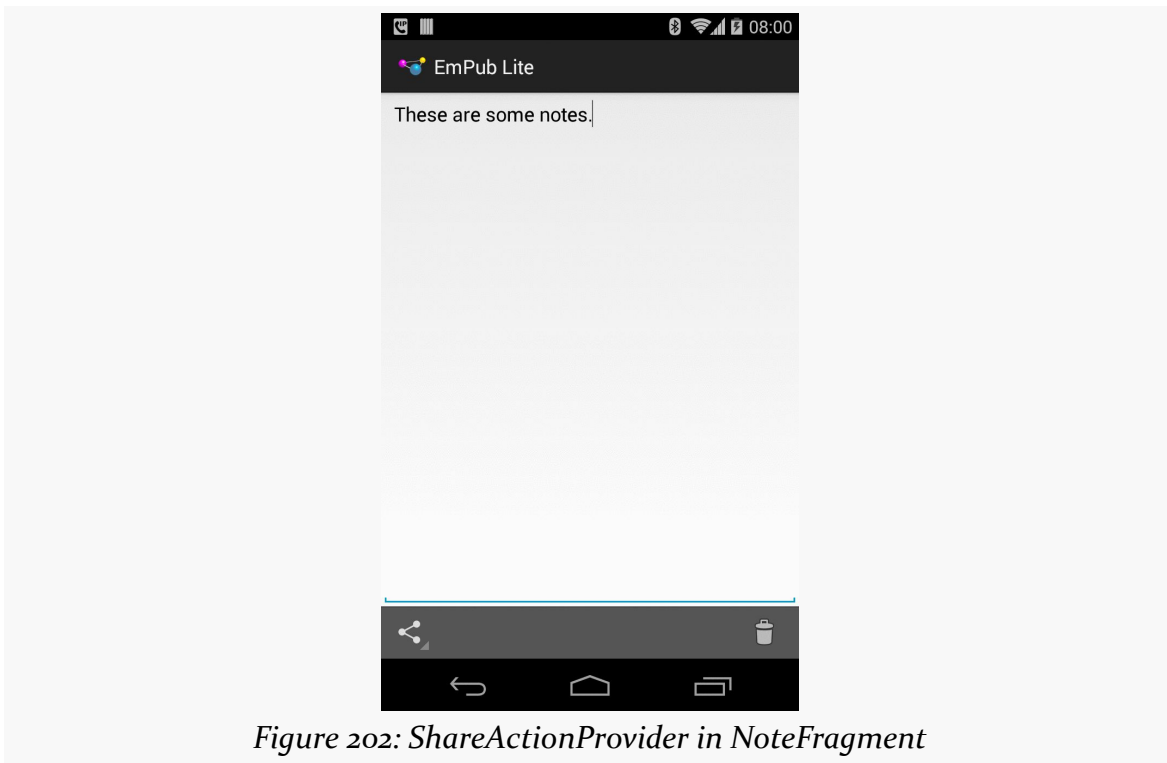 08:00
EmPub Lite
These are some notes.
Figure 202: ShareActionProvider in NoteFragment